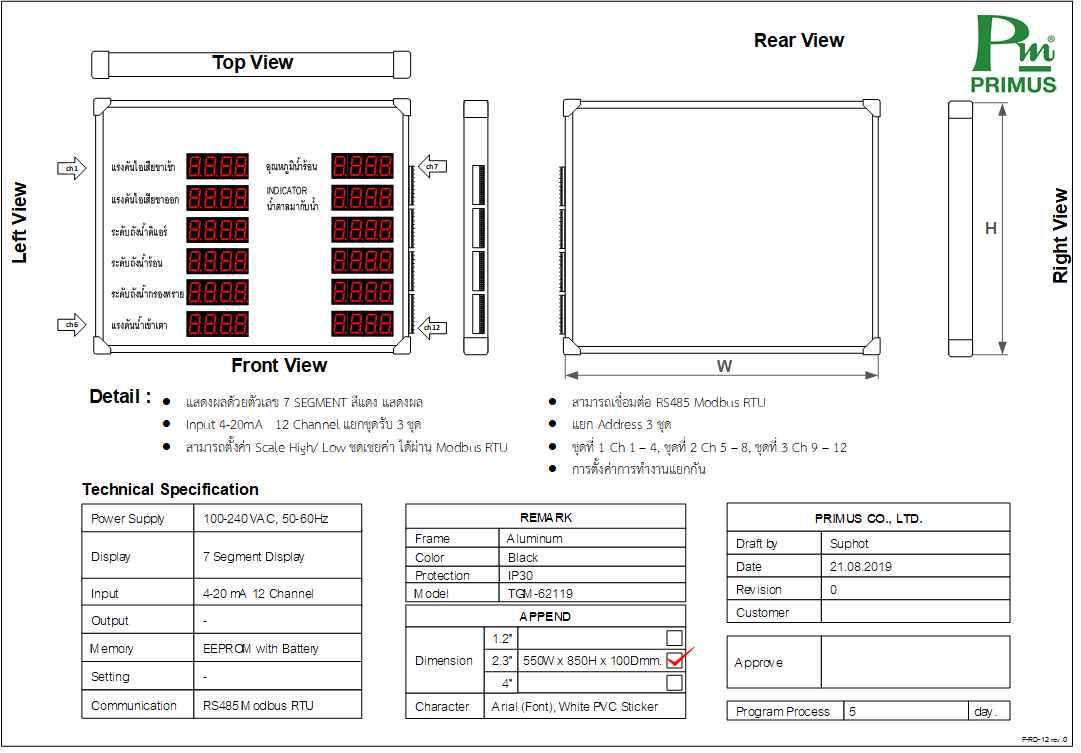 Rear View
Pm®
PRIMUS
Top View
Left View
Right View
ch1
ch6
ch7
ch12
แรงดันไอเสียขาเข้า
แรงดันไอเสียขาออก
ระดับถังน้ำดีแอร์
ระดับถังน้ำร้อน
ระดับถังน้ำกรองทราย
แรงดันน้ำเข้าเตา
อุณหภูมิน้ำร้อน
INDICATOR
น้ำตาลมากับน้ำ
8.8.8.8. 8.8.8.8.
8.8.8.8. 8.8.8.8.
8.8.8.8. 8.8.8.8.
8.8.8.8. 8.8.8.8.
8.8.8.8. 8.8.8.8.
8.8.8.8. 8.8.8.8.
H
W
Front View
Detail :
● แสดงผลด้วยตัวเลข 7 SEGMENT สีแดง แสดงผล
● Input 4-20mA 12 Channel แยกชุดรับ 3 ชุด
● สามารถตั้งค่า Scale High/ Low ชดเชยค่า ได้ผ่าน Modbus RTU
● สามารถเชื่อมต่อ RS485 Modbus RTU
● แยก Address 3 ชุด
● ชุดที่ 1 Ch 1 – 4, ชุดที่ 2 Ch 5 – 8, ชุดที่ 3 Ch 9 – 12
● การตั้งค่าการทำงานแยกกัน
Technical Specification
Power Supply 100-240VAC, 50-60Hz
Display 7 Segment Display
Input 4-20 mA 12 Channel
Output -
Memory EEPROM with Battery
Setting -
Communication RS485 Modbus RTU
REMARK
Frame Aluminum
Color Black
Protection IP30
Model TGM-62119
APPEND
Dimension
1.2"
2.3" 550W x 850H x 100Dmm.
4"
Character Arial (Font), White PVC Sticker
PRIMUS CO., LTD.
Draft by Suphot
Date 21.08.2019
Revision 0
Customer
Approve
Program Process 5 day.
F-RD-12 rev.0